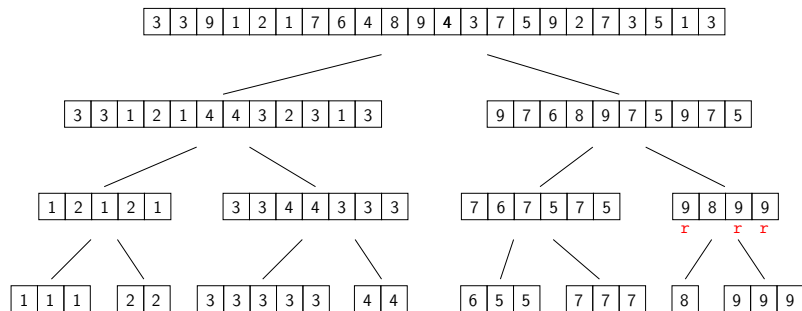 3 3 9 1 2 1 7 6 4 8 9 4 3 7 5 9 2 7 3 5 1 3
3 3 1 2 1 4 4 3 2 3 1 3 9 7 6 8 9 7 5 9 7 5
1 2 1 2 1 3 3 4 4 3 3 3 7 6 7 5 7 5 9 8 9 9
r r r
1 1 1 2 2 3 3 3 3 3 4 4 6 5 5 7 7 7 8 9 9 9